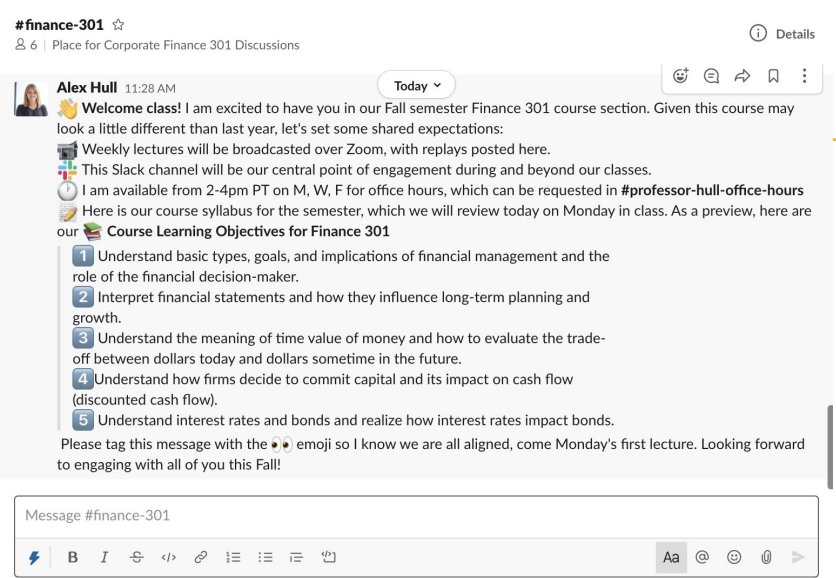 #finance-301
6 | Place for Corporate Finance 301 Discussions
Details
Today
Alex Hull 11:28 AM
👋 Welcome class! I am excited to have you in our Fall semester Finance 301 course section. Given this course may
look a little different than last year, let's set some shared expectations:
📹 Weekly lectures will be broadcasted over Zoom, with replays posted here.
This Slack channel will be our central point of engagement during and beyond our classes.
⏱️ I am available from 2-4pm PT on M, W, F for office hours, which can be requested in #professor-hull-office-hours
📝 Here is our course syllabus for the semester, which we will review today on Monday in class. As a preview, here are
our 📚 Course Learning Objectives for Finance 301
1 Understand basic types, goals, and implications of financial management and the
role of the financial decision-maker.
2 Interpret financial statements and how they influence long-term planning and
growth.
3 Understand the meaning of time value of money and how to evaluate the trade-
off between dollars today and dollars sometime in the future.
4 Understand how firms decide to commit capital and its impact on cash flow
(discounted cash flow).
5 Understand interest rates and bonds and realize how interest rates impact bonds.
Please tag this message with the 👀 emoji so I know we are all aligned, come Monday's first lecture. Looking forward
to engaging with all of you this Fall!
Message #finance-301
B I S </> Aa @